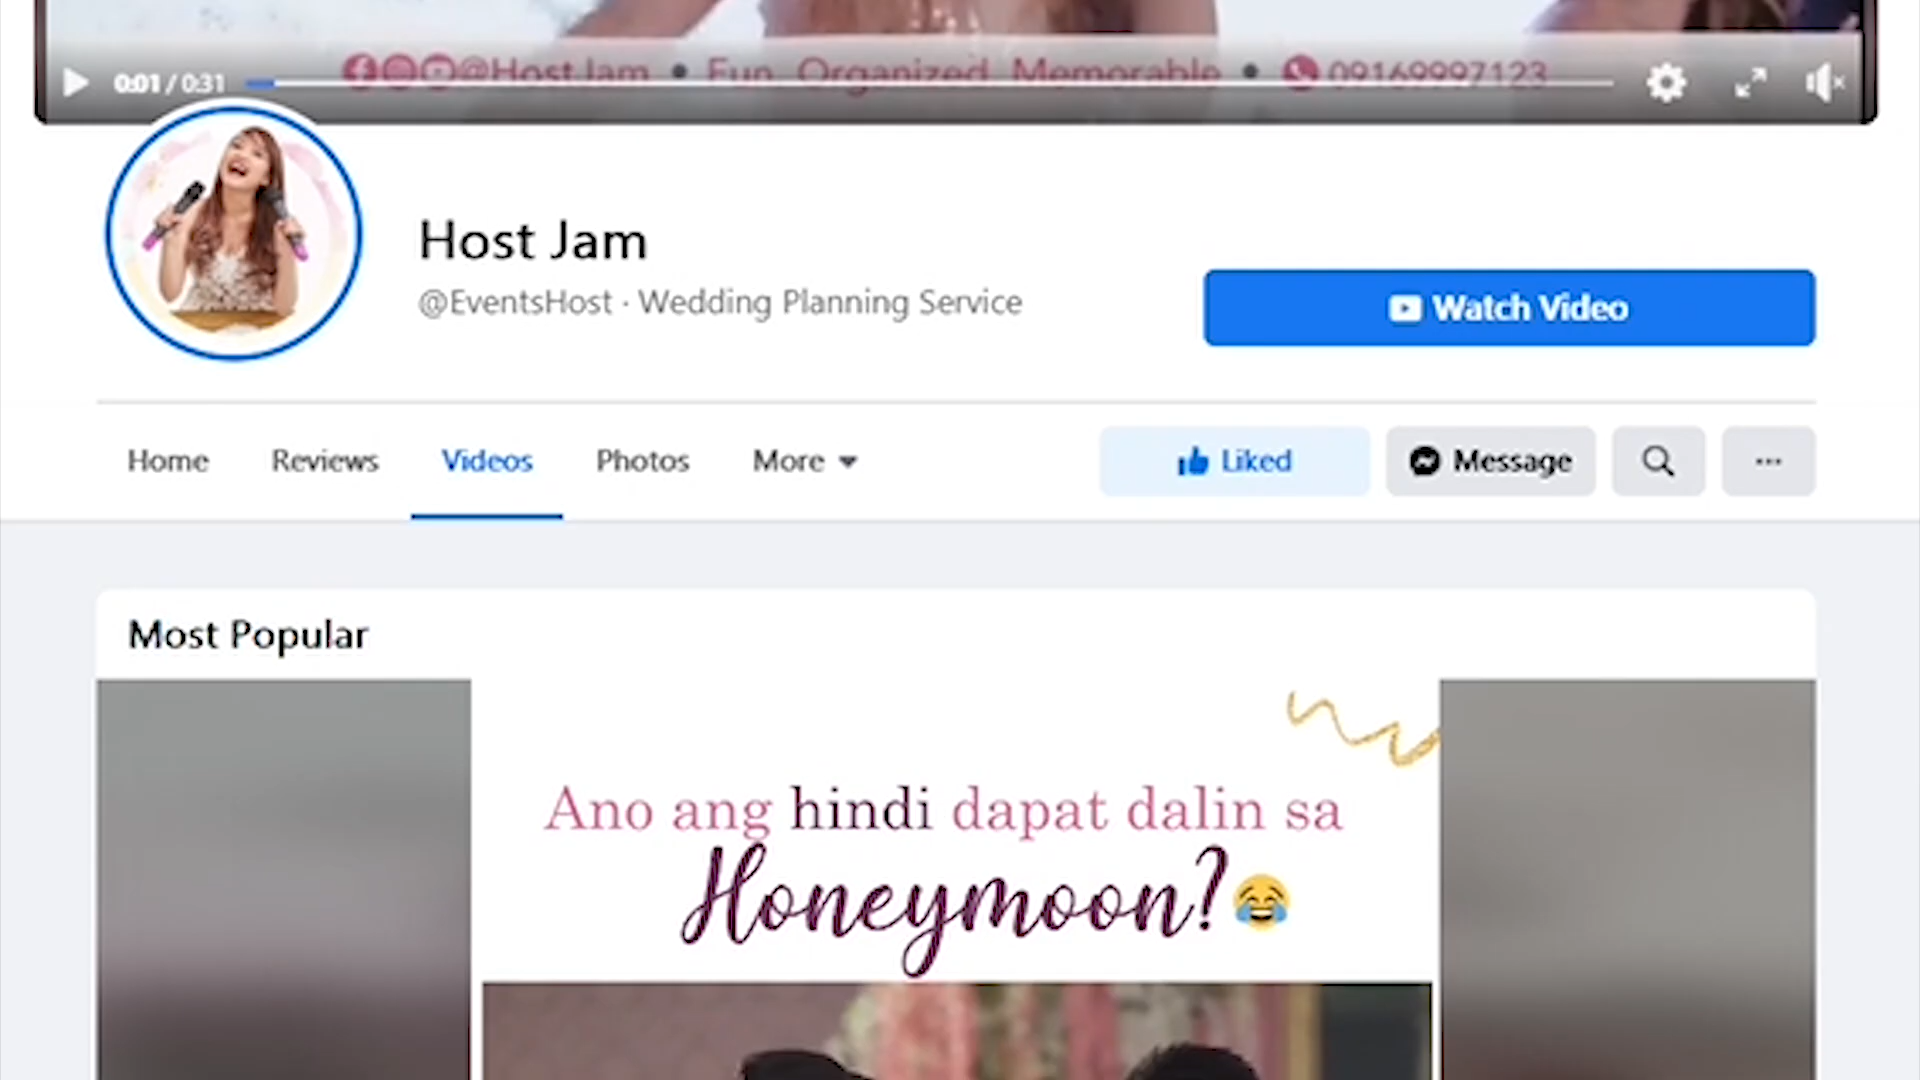 0:01 / 0:31
@HostJam • Fun Organized Memorable • 09169997123
Host Jam
@EventsHost · Wedding Planning Service
Watch Video
Home Reviews Videos Photos More
Liked Message ...
Most Popular
Ano ang hindi dapat dalin sa
Honeymoon?😂